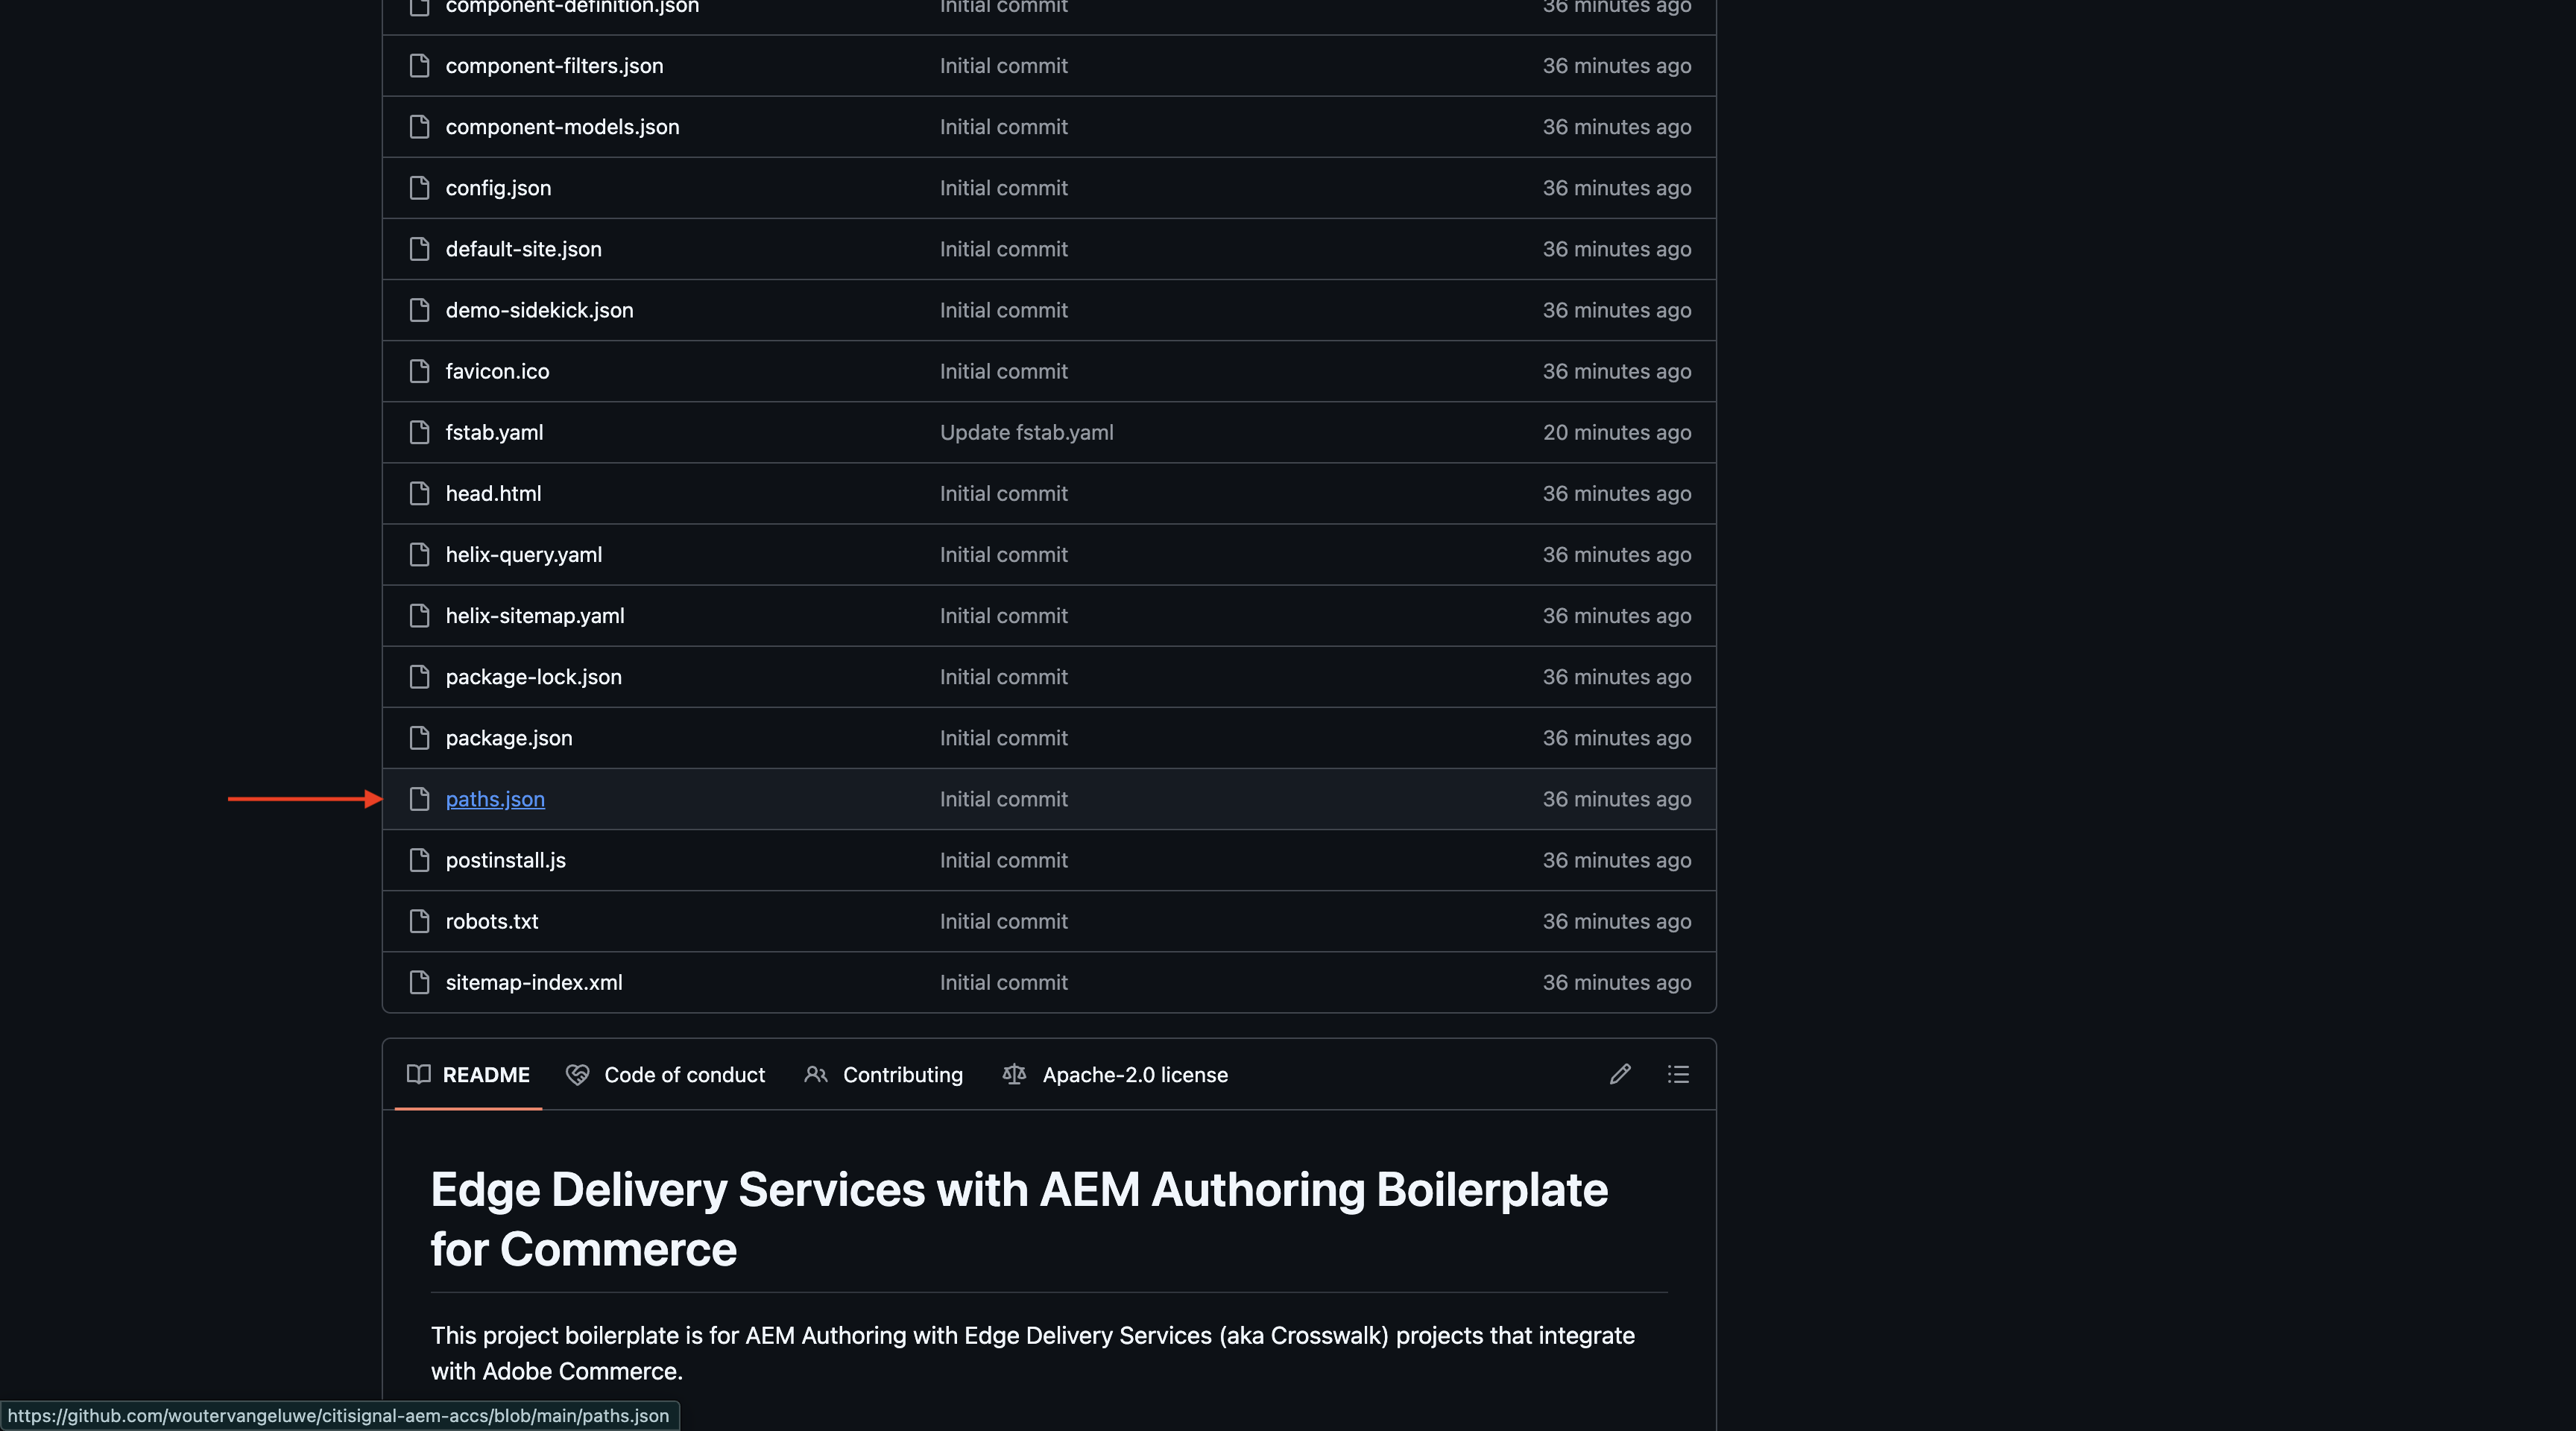 component-definition.json Initial commit 36 minutes ago
component-filters.json Initial commit 36 minutes ago
component-models.json Initial commit 36 minutes ago
config.json Initial commit 36 minutes ago
default-site.json Initial commit 36 minutes ago
demo-sidekick.json Initial commit 36 minutes ago
favicon.ico Initial commit 36 minutes ago
fstab.yaml Update fstab.yaml 20 minutes ago
head.html Initial commit 36 minutes ago
helix-query.yaml Initial commit 36 minutes ago
helix-sitemap.yaml Initial commit 36 minutes ago
package-lock.json Initial commit 36 minutes ago
package.json Initial commit 36 minutes ago
paths.json Initial commit 36 minutes ago
postinstall.js Initial commit 36 minutes ago
robots.txt Initial commit 36 minutes ago
sitemap-index.xml Initial commit 36 minutes ago
README Code of conduct Contributing Apache-2.0 license
Edge Delivery Services with AEM Authoring Boilerplate
for Commerce
This project boilerplate is for AEM Authoring with Edge Delivery Services (aka Crosswalk) projects that integrate
with Adobe Commerce.
https://github.com/woutervangeluwe/citisignal-aem-accs/blob/main/paths.json